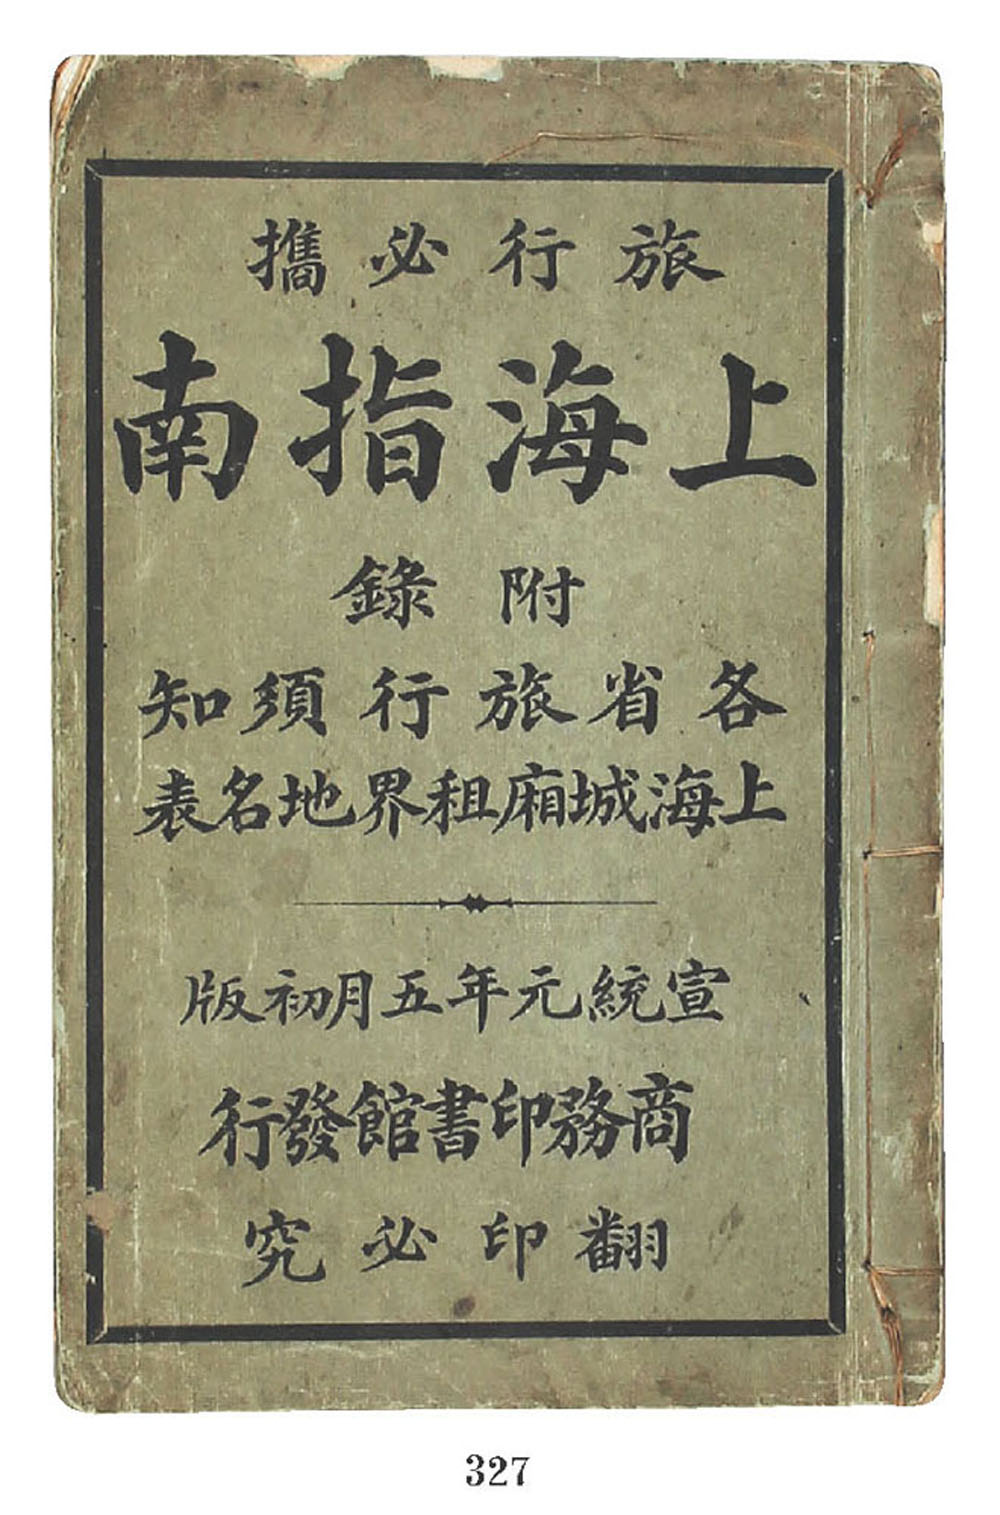 旅行必攜
上海指南
附錄
各省旅行須知
上海城廂租界地名表
宣統元年五月初版
商務印書館發行
翻印必究
327